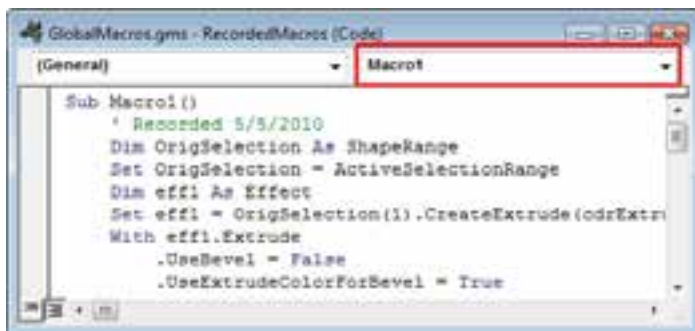 GlobalMacros.gms - RecordedMacros (Code)
(General) Macro1
Sub Macro1()
' Recorded 5/5/2010
Dim OrigSelection As ShapeRange
Set OrigSelection = ActiveSelectionRange
Dim eff1 As Effect
Set eff1 = OrigSelection(1).CreateExtrude(cdrExtru
With eff1.Extrude
.UseBevel = False
.UseExtrudeColorForBevel = True